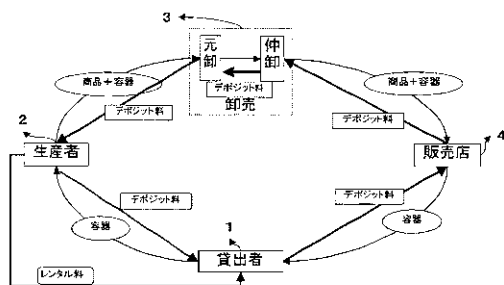 3
元卸
仲卸
デポジット料
卸売
商品+容器
商品+容器
デポジット料
デポジット料
2
生産者
販売店
4
デポジット料
デポジット料
容器
容器
1
貸出者
レンタル料